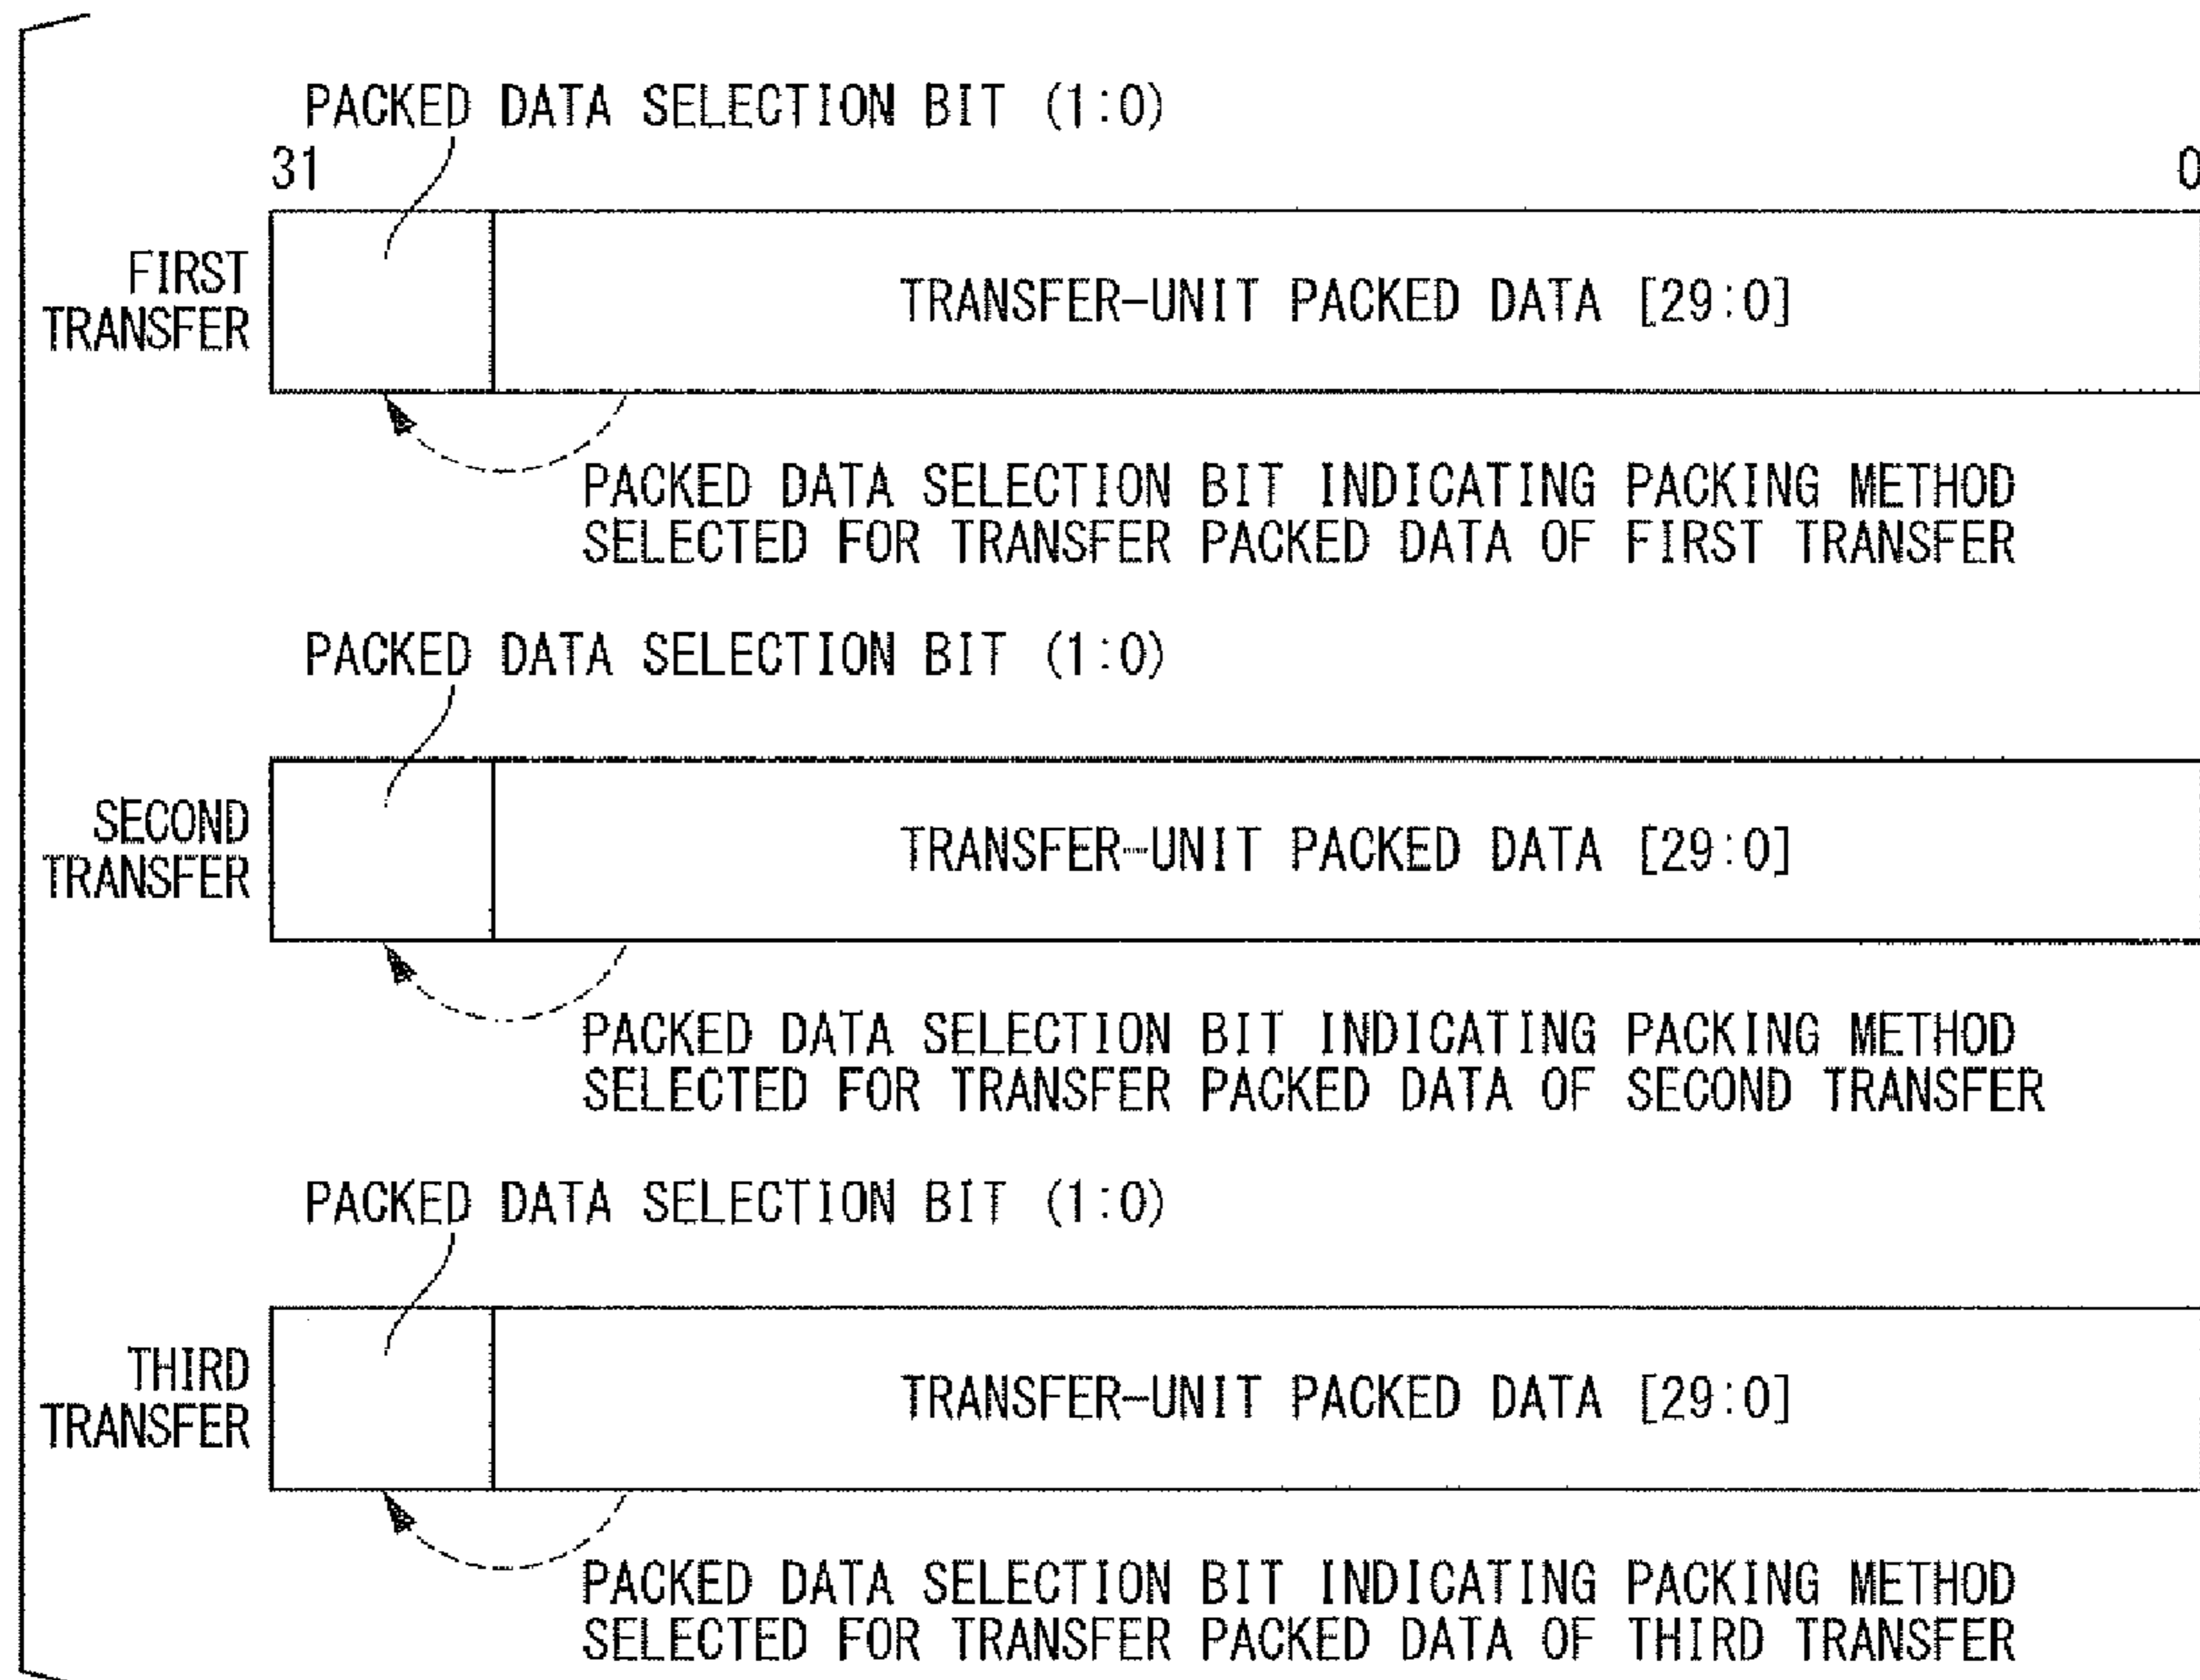 PACKED DATA SELECTION BIT (1:0)
31 0
FIRST
TRANSFER
TRANSFER-UNIT PACKED DATA [29:0]
PACKED DATA SELECTION BIT INDICATING PACKING METHOD
SELECTED FOR TRANSFER PACKED DATA OF FIRST TRANSFER
PACKED DATA SELECTION BIT (1:0)
SECOND
TRANSFER
TRANSFER-UNIT PACKED DATA [29:0]
PACKED DATA SELECTION BIT INDICATING PACKING METHOD
SELECTED FOR TRANSFER PACKED DATA OF SECOND TRANSFER
PACKED DATA SELECTION BIT (1:0)
THIRD
TRANSFER
TRANSFER-UNIT PACKED DATA [29:0]
PACKED DATA SELECTION BIT INDICATING PACKING METHOD
SELECTED FOR TRANSFER PACKED DATA OF THIRD TRANSFER